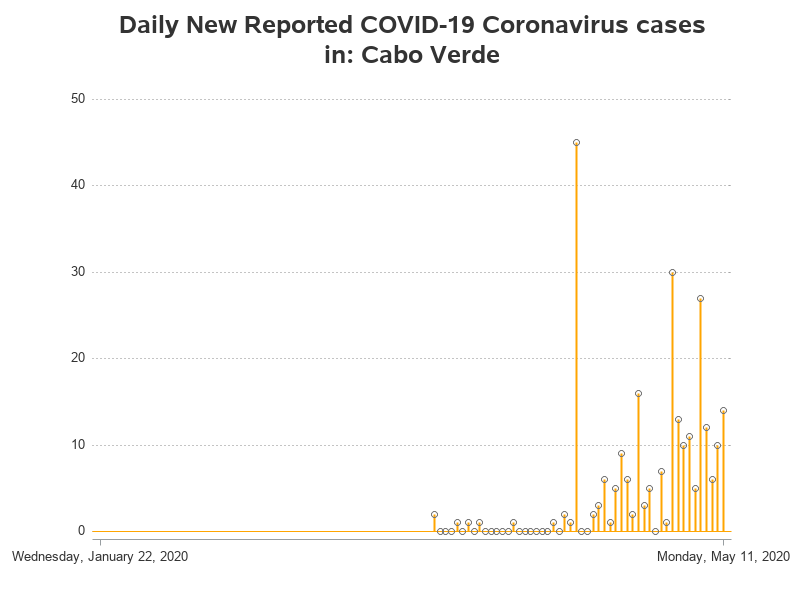 Daily New Reported COVID-19 Coronavirus cases
in: Cabo Verde
50
40
30
20
10
0
Wednesday, January 22, 2020
Monday, May 11, 2020